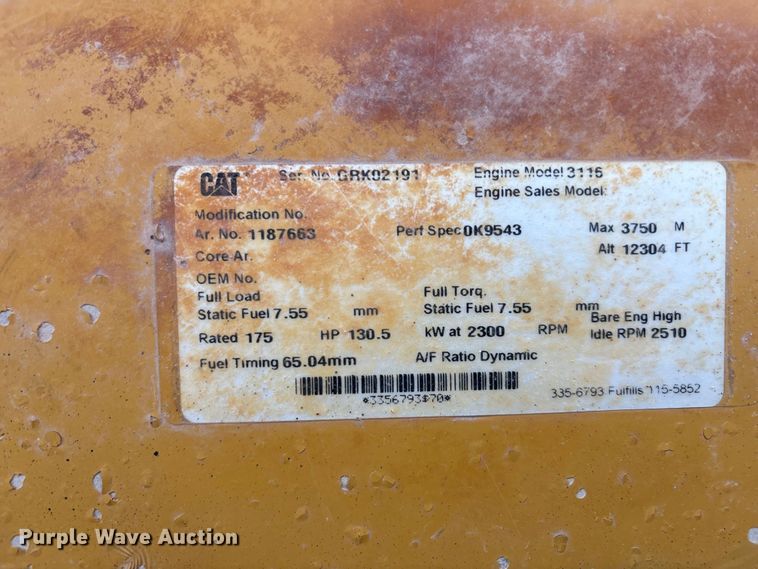 CAT Ser. No. GRK02191 Engine Model 3116
Engine Sales Model:
Modification No.
Ar. No. 1187663 Perf Spec 0K9543 Max 3750 M
Core Ar. Alt 12304 FT
OEM No.
Full Load Full Torq.
Static Fuel 7.55 mm Static Fuel 7.55 mm Bare Eng High
Rated 175 HP 130.5 kW at 2300 RPM Idle RPM 2510
Fuel Timing 65.04mm A/F Ratio Dynamic
335-6793 Fulfills 115-5852
Purple Wave Auction